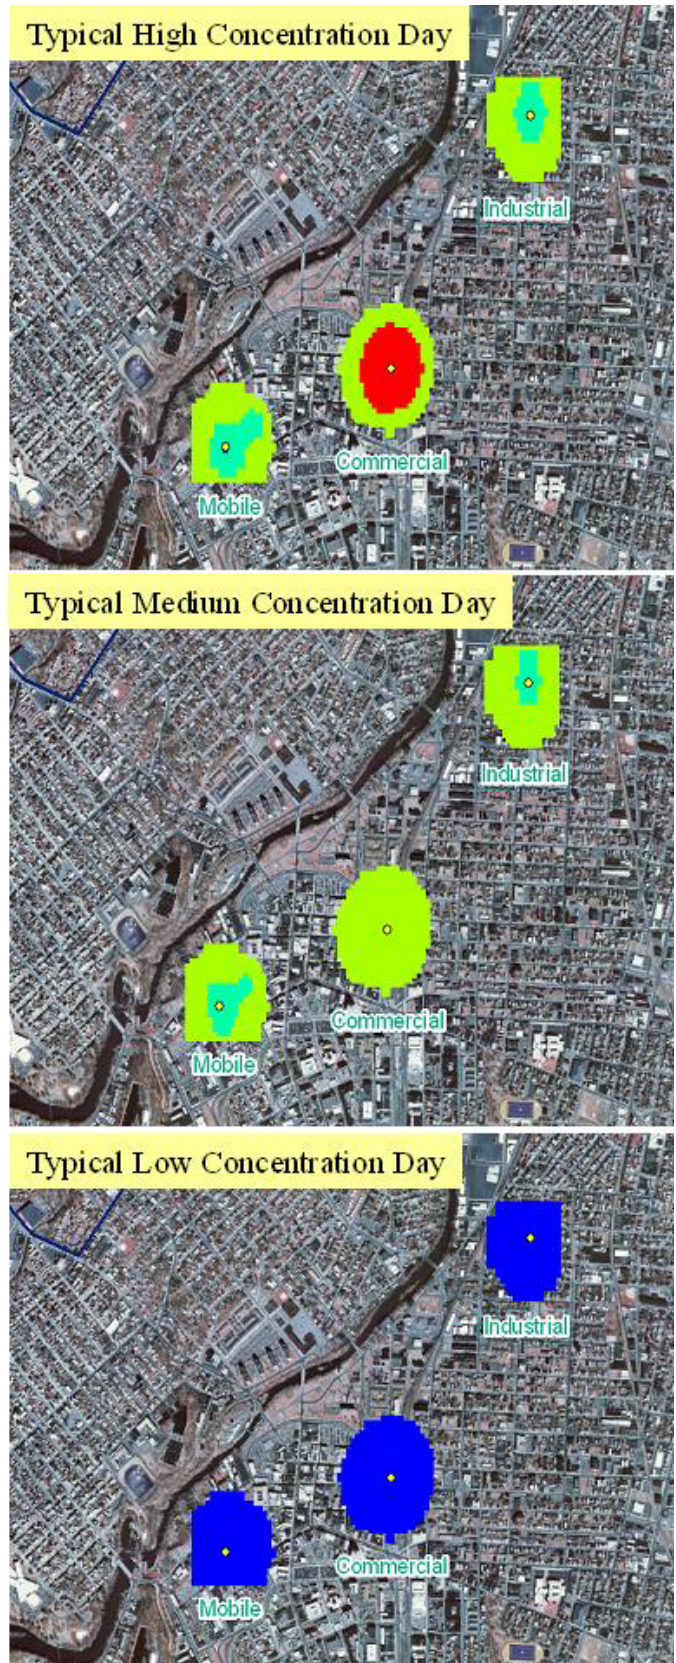 Typical High Concentration Day
Industrial
Commercial
Mobile
Typical Medium Concentration Day
Industrial
Commercial
Mobile
Typical Low Concentration Day
Industrial
Commercial
Mobile